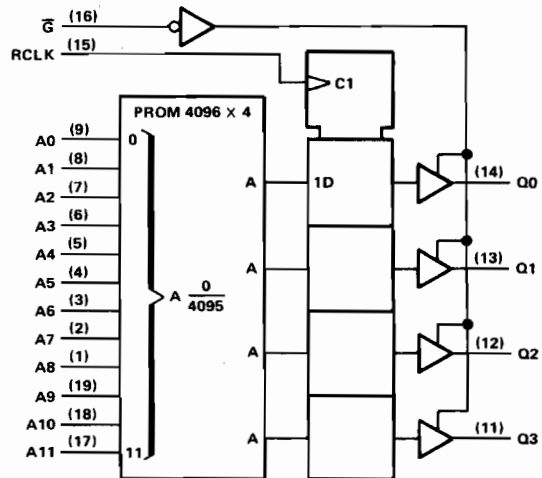 G̅ (16)
RCLK (15)
C1
PROM 4096 × 4
A0 (9) 0
A1 (8)
A2 (7)
A3 (6)
A4 (5)
A5 (4)
A6 (3)
A7 (2)
A8 (1)
A9 (19)
A10 (18)
A11 (17) 11
A 0/4095
A 1D (14) Q0
A (13) Q1
A (12) Q2
A (11) Q3